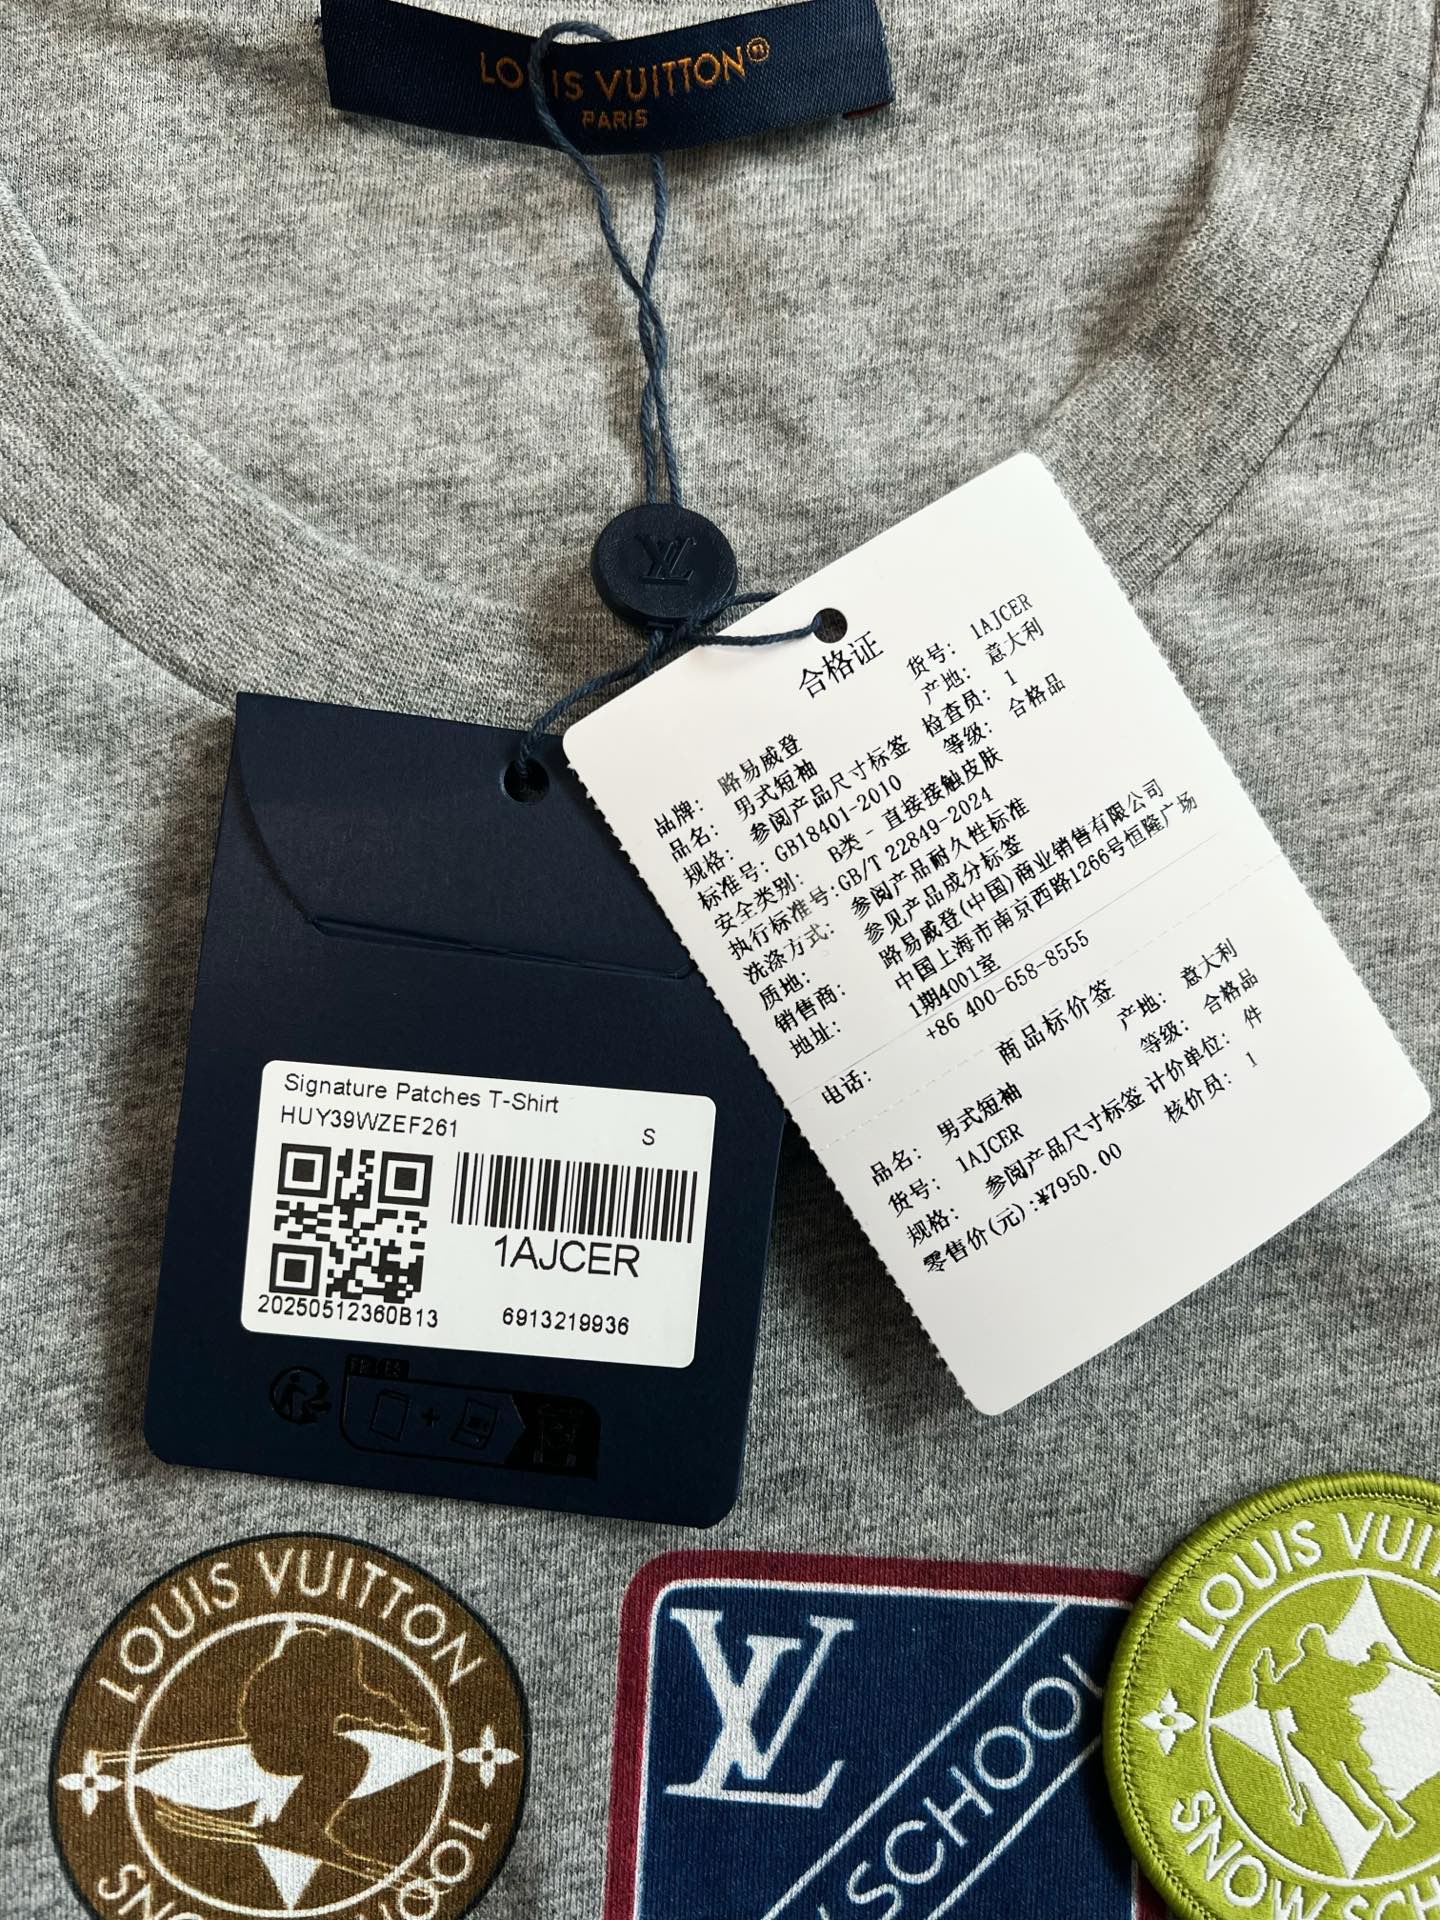 LOUIS VUITTON®
PARIS
LV
合格证
货号: 1AJCER
产地: 意大利
检查员: 1
等级: 合格品
品牌: 路易威登
品名: 男式短袖
规格: 参阅产品尺寸标签
标准号: GB18401-2010
安全类别: B类 - 直接接触皮肤
执行标准号:GB/T 22849-2024
洗涤方式: 参阅产品耐久性标准
质地: 参见产品成分标签
销售商: 路易威登(中国)商业销售有限公司
地址: 中国上海市南京西路1266号恒隆广场
1期4001室
电话: +86 400-658-8555
商品标价签
产地: 意大利
等级: 合格品
品名: 男式短袖
计价单位: 件
货号: 1AJCER
核价员: 1
规格: 参阅产品尺寸标签
零售价(元):¥7950.00
Signature Patches T-Shirt
HUY39WZEF261
S
1AJCER
20250512360B13
6913219936
FR | ES
LOUIS VUITTON
LV
SCHOOL
LOUIS
SNOW